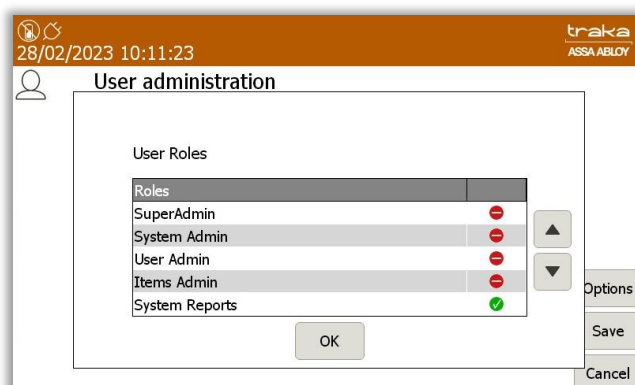 traka
28/02/2023 10:11:23
ASSA ABLOY
User administration
User Roles
Roles
SuperAdmin
System Admin
User Admin
Items Admin
System Reports
OK
Options
Save
Cancel